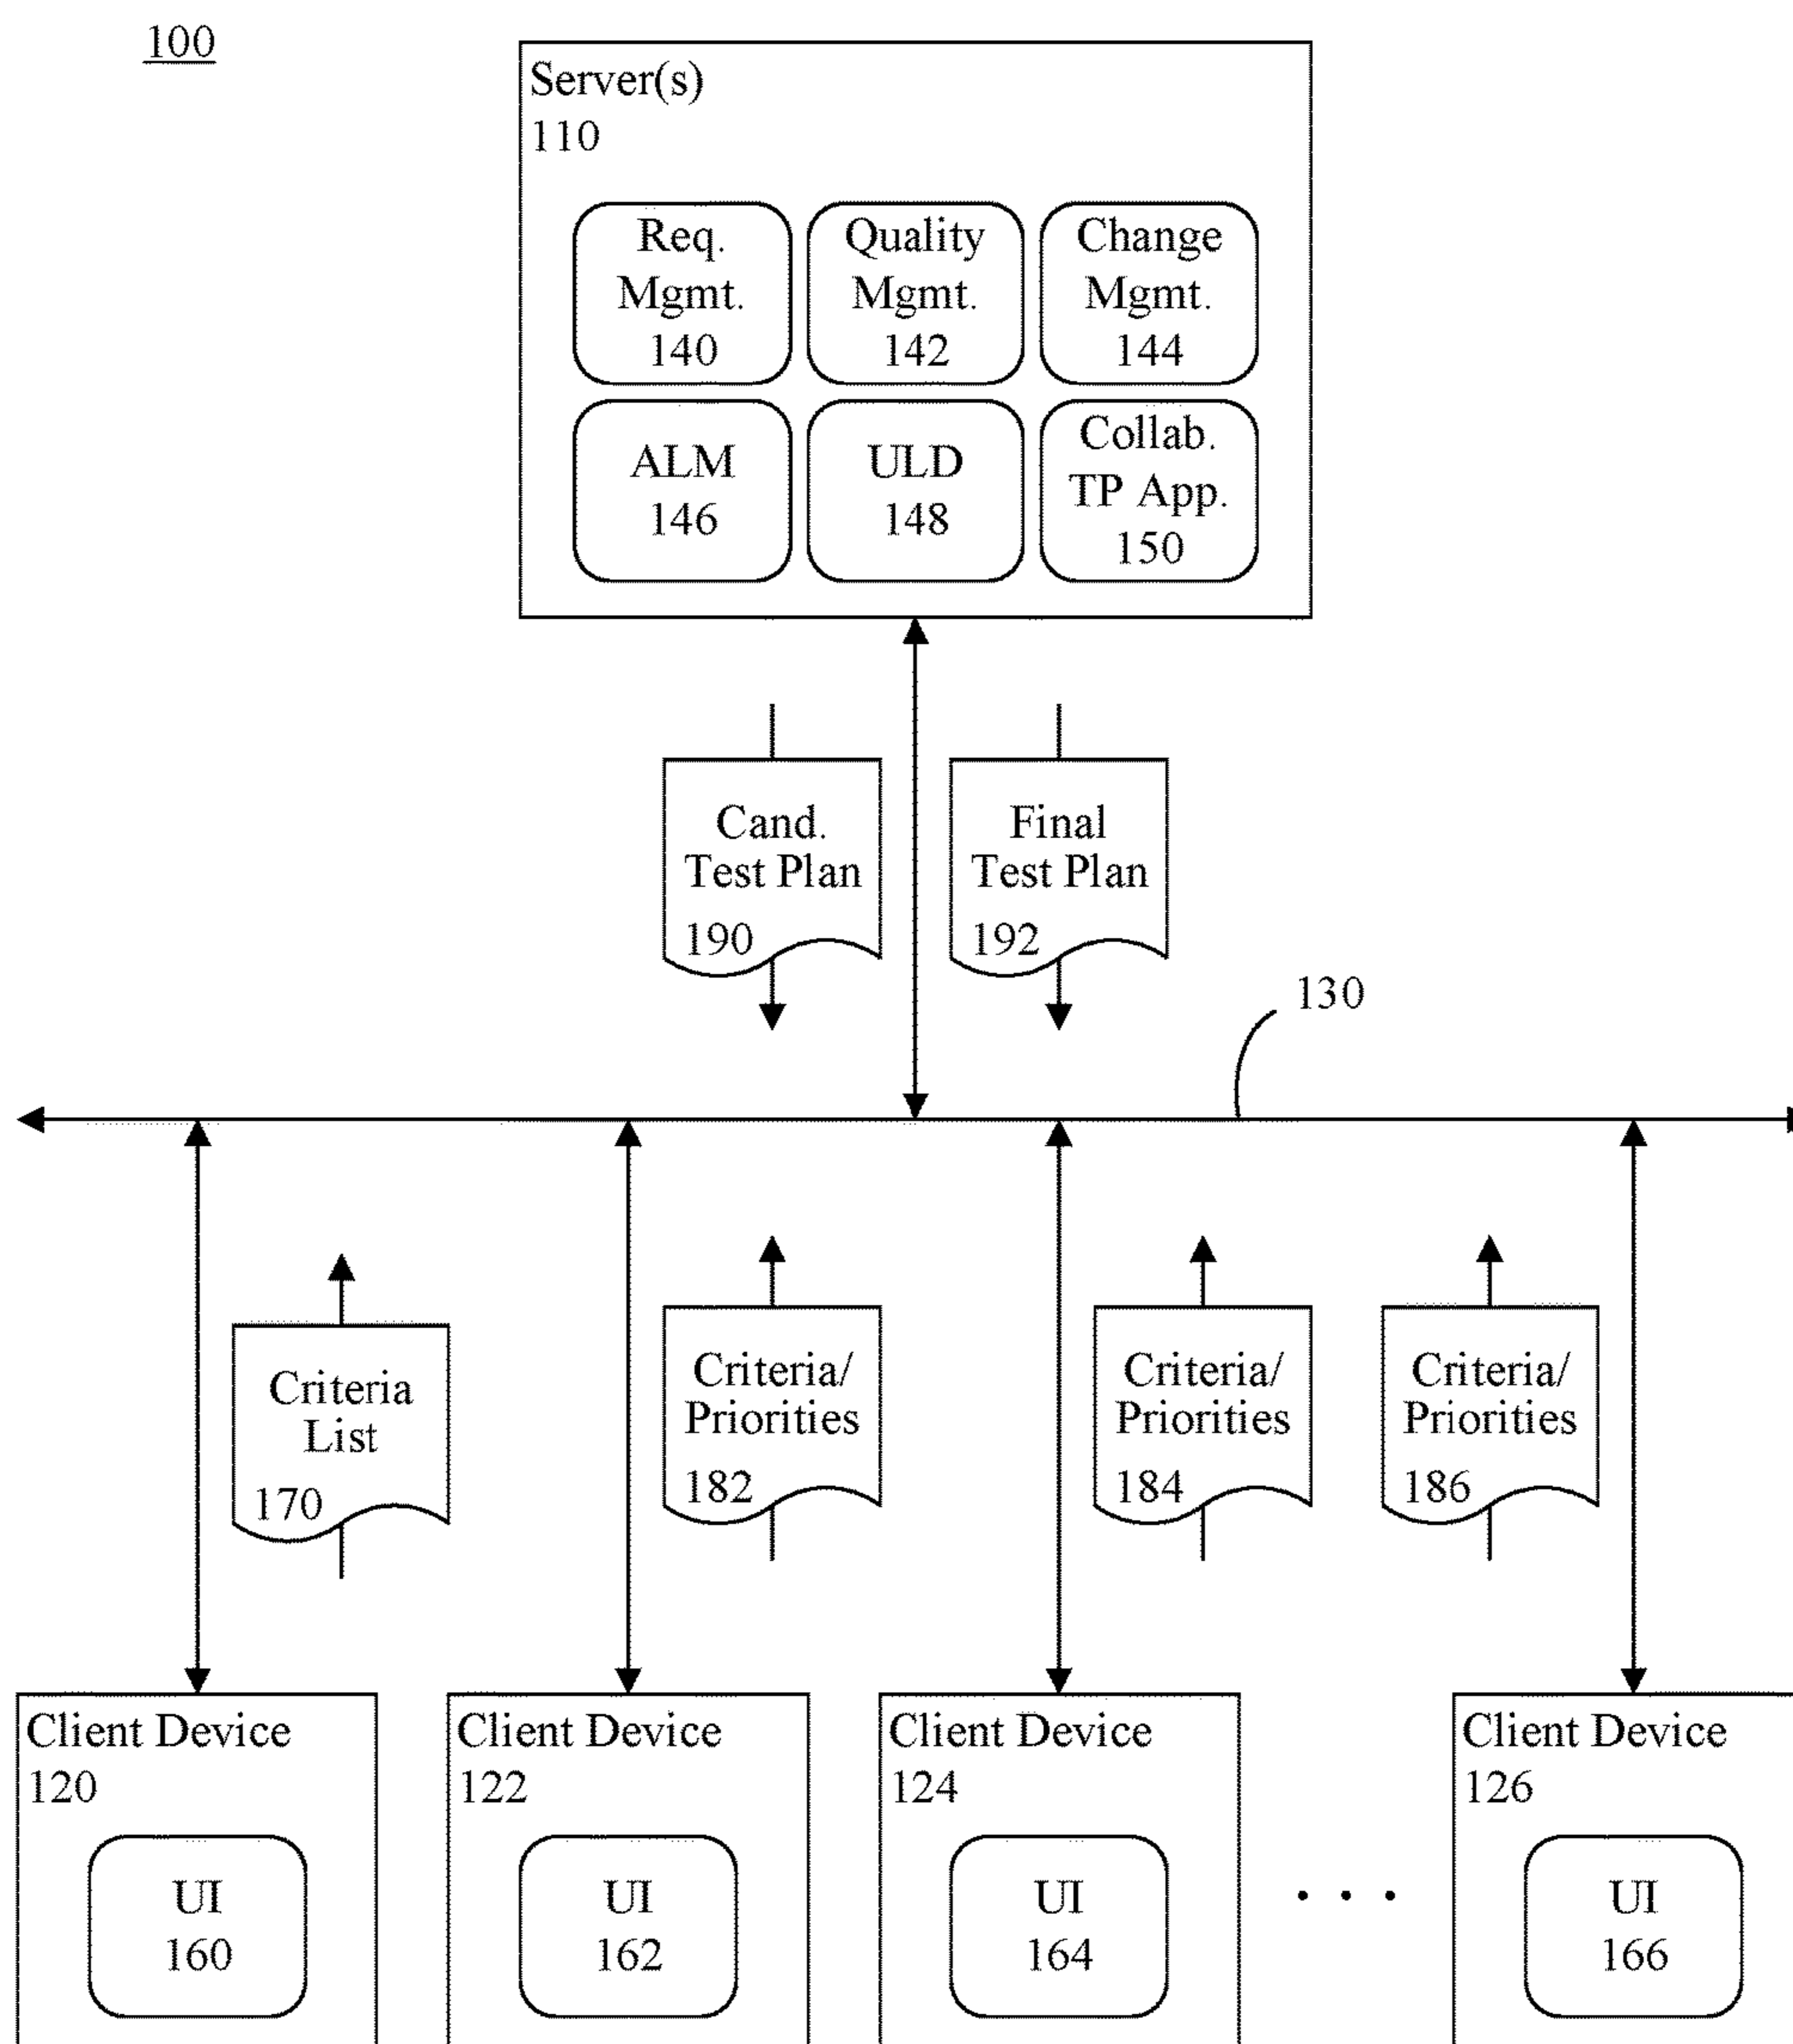 100
Server(s)
110
Req.
Mgmt.
140
Quality
Mgmt.
142
Change
Mgmt.
144
ALM
146
ULD
148
Collab.
TP App.
150
Cand.
Test Plan
190
Final
Test Plan
192
130
Criteria
List
170
Criteria/
Priorities
182
Criteria/
Priorities
184
Criteria/
Priorities
186
Client Device
120
UI
160
Client Device
122
UI
162
Client Device
124
UI
164
. . .
Client Device
126
UI
166